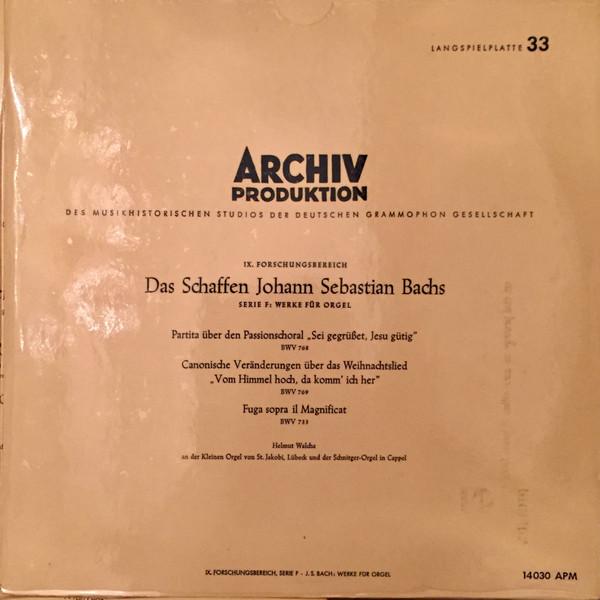 LANGSPIELPLATTE 33
ARCHIV
PRODUKTION
DES MUSIKHISTORISCHEN STUDIOS DER DEUTSCHEN GRAMMOPHON GESELLSCHAFT
IX. FORSCHUNGSBEREICH
Das Schaffen Johann Sebastian Bachs
SERIE F: WERKE FÜR ORGEL
Partita über den Passionschoral „Sei gegrüßet, Jesu gütig”
BWV 768
Canonische Veränderungen über das Weihnachtslied
„Vom Himmel hoch, da komm' ich her”
BWV 769
Fuga sopra il Magnificat
BWV 733
Helmut Walcha
an der Kleinen Orgel von St. Jakobi, Lübeck und der Schnitger-Orgel in Cappel
IX. FORSCHUNGSBEREICH, SERIE F - J. S. BACH: WERKE FÜR ORGEL
14030 APM